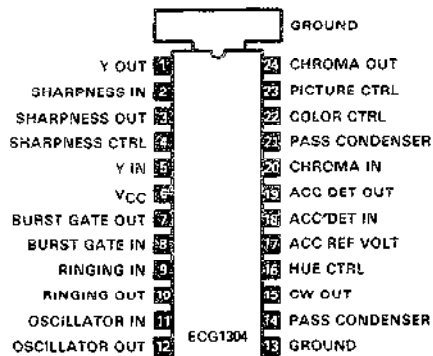 GROUND
Y OUT 1 24 CHROMA OUT
SHARPNESS IN 2 23 PICTURE CTRL
SHARPNESS OUT 3 22 COLOR CTRL
SHARPNESS CTRL 4 21 PASS CONDENSER
Y IN 5 20 CHROMA IN
VCC 6 19 ACC DET OUT
BURST GATE OUT 7 18 ACC DET IN
BURST GATE IN 8 17 ACC REF VOLT
RINGING IN 9 16 HUE CTRL
RINGING OUT 10 15 CW OUT
OSCILLATOR IN 11 14 PASS CONDENSER
OSCILLATOR OUT 12 ECG1304 13 GROUND